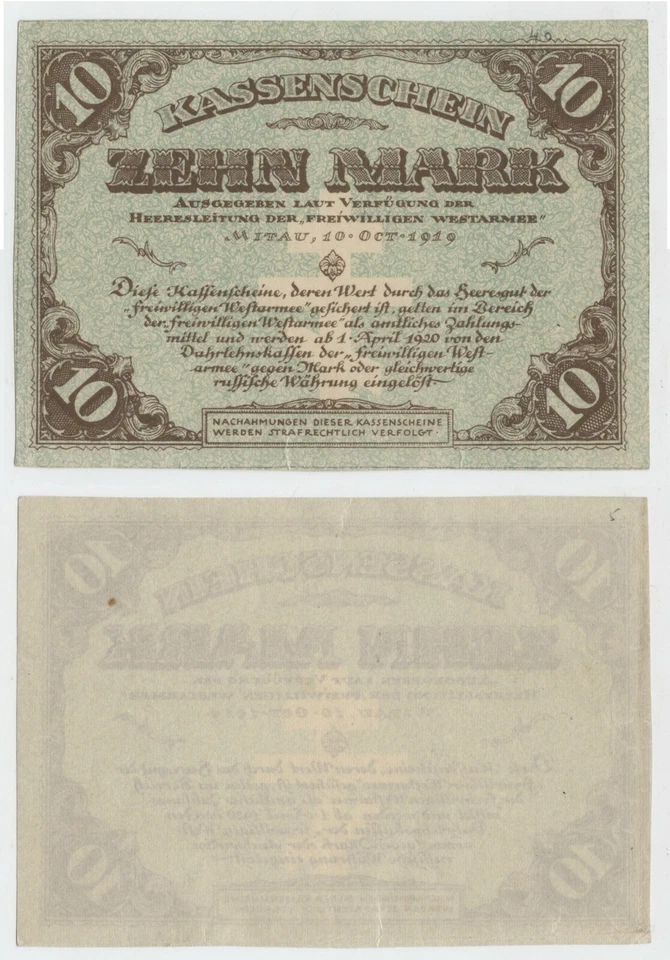 40
10 10
KASSENSCHEIN
ZEHN MARK
AUSGEGEBEN LAUT VERFÜGUNG DER
HEERESLEITUNG DER „FREIWILLIGEN WESTARMEE"
MITAU, 10·OCT·1919
Diese Kassenscheine, deren Wert durch das Heeresgut der
„freiwilligen Westarmee" gesichert ist, gelten im Bereich
der „freiwilligen Westarmee" als amtliches Zahlungs-
mittel und werden ab 1·April 1920 von den
Darlehnskassen der „freiwilligen West-
armee" gegen Mark oder gleichwertige
russische Währung eingelöst
10 10
NACHAHMUNGEN DIESER KASSENSCHEINE
WERDEN STRAFRECHTLICH VERFOLGT·